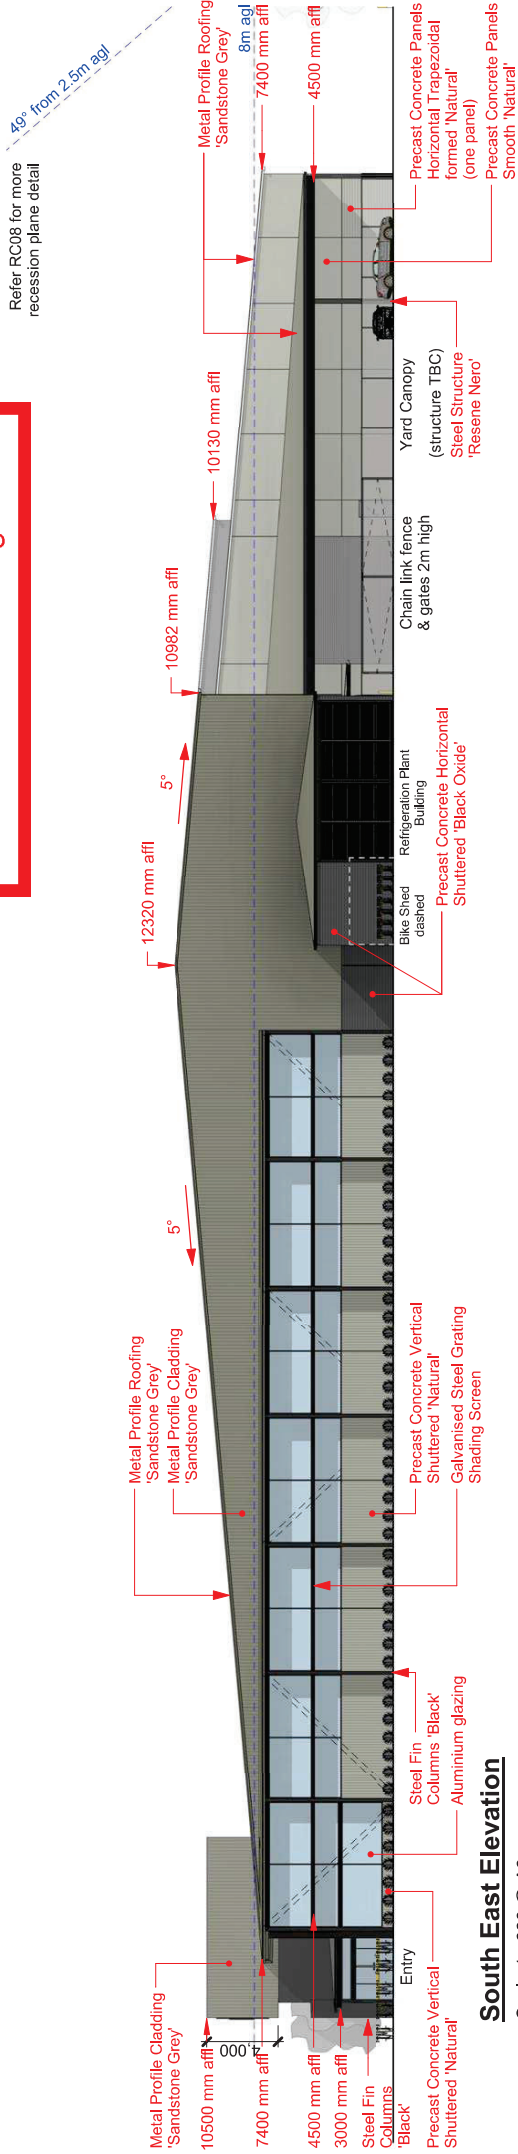 Metal Profile Cladding
'Sandstone Grey'
10500 mm affl
4,000
7400 mm affl
4500 mm affl
3000 mm affl
Steel Fin
Columns
'Black'
Precast Concrete Vertical
Shuttered 'Natural'
Entry
Steel Fin
Columns 'Black'
Aluminium glazing
Metal Profile Roofing
'Sandstone Grey'
Metal Profile Cladding
'Sandstone Grey'
Precast Concrete Vertical
Shuttered 'Natural'
Galvanised Steel Grating
Shading Screen
5°
12320 mm affl
5°
10982 mm affl
10130 mm affl
Bike Shed
dashed
Refrigeration Plant
Building
Precast Concrete Horizontal
Shuttered 'Black Oxide'
Chain link fence
& gates 2m high
Yard Canopy
(structure TBC)
Steel Structure
'Resene Nero'
Refer RC08 for more
recession plane detail
49° from 2.5m agl
Metal Profile Roofing
'Sandstone Grey'
8m agl
7400 mm affl
4500 mm affl
Precast Concrete Panels
Horizontal Trapezoidal
formed 'Natural'
(one panel)
Precast Concrete Panels
Smooth 'Natural'
South East Elevation